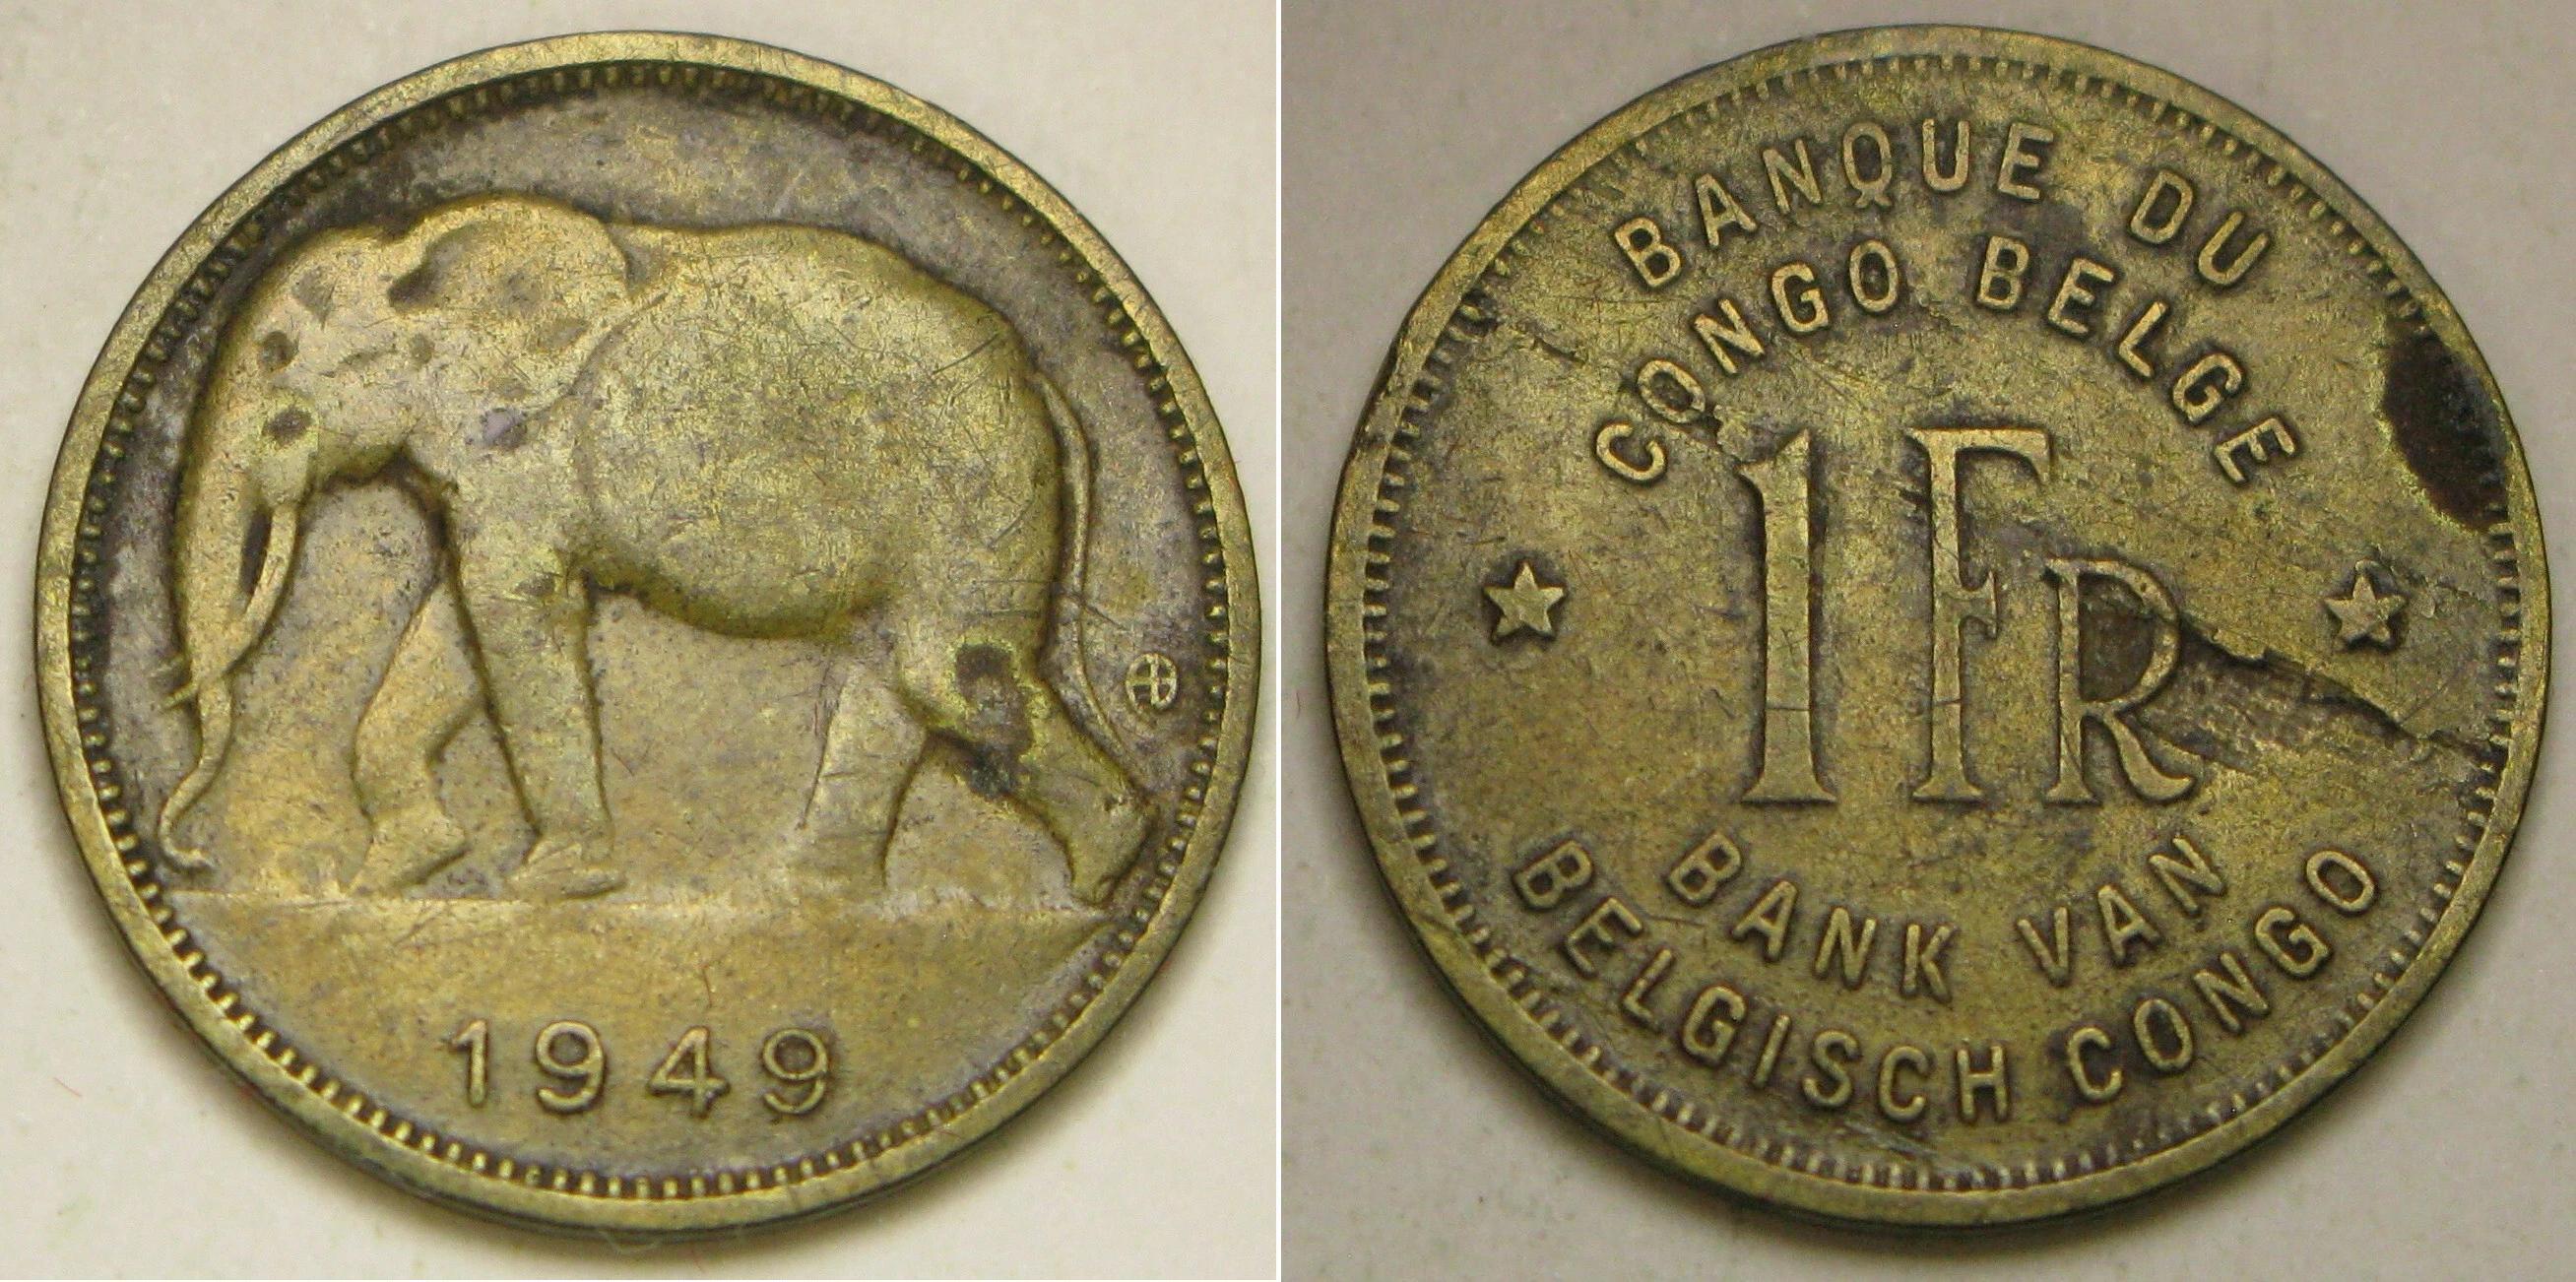 1949
BANQUE DU
CONGO BELGE
1 FR
BANK VAN
BELGISCH CONGO